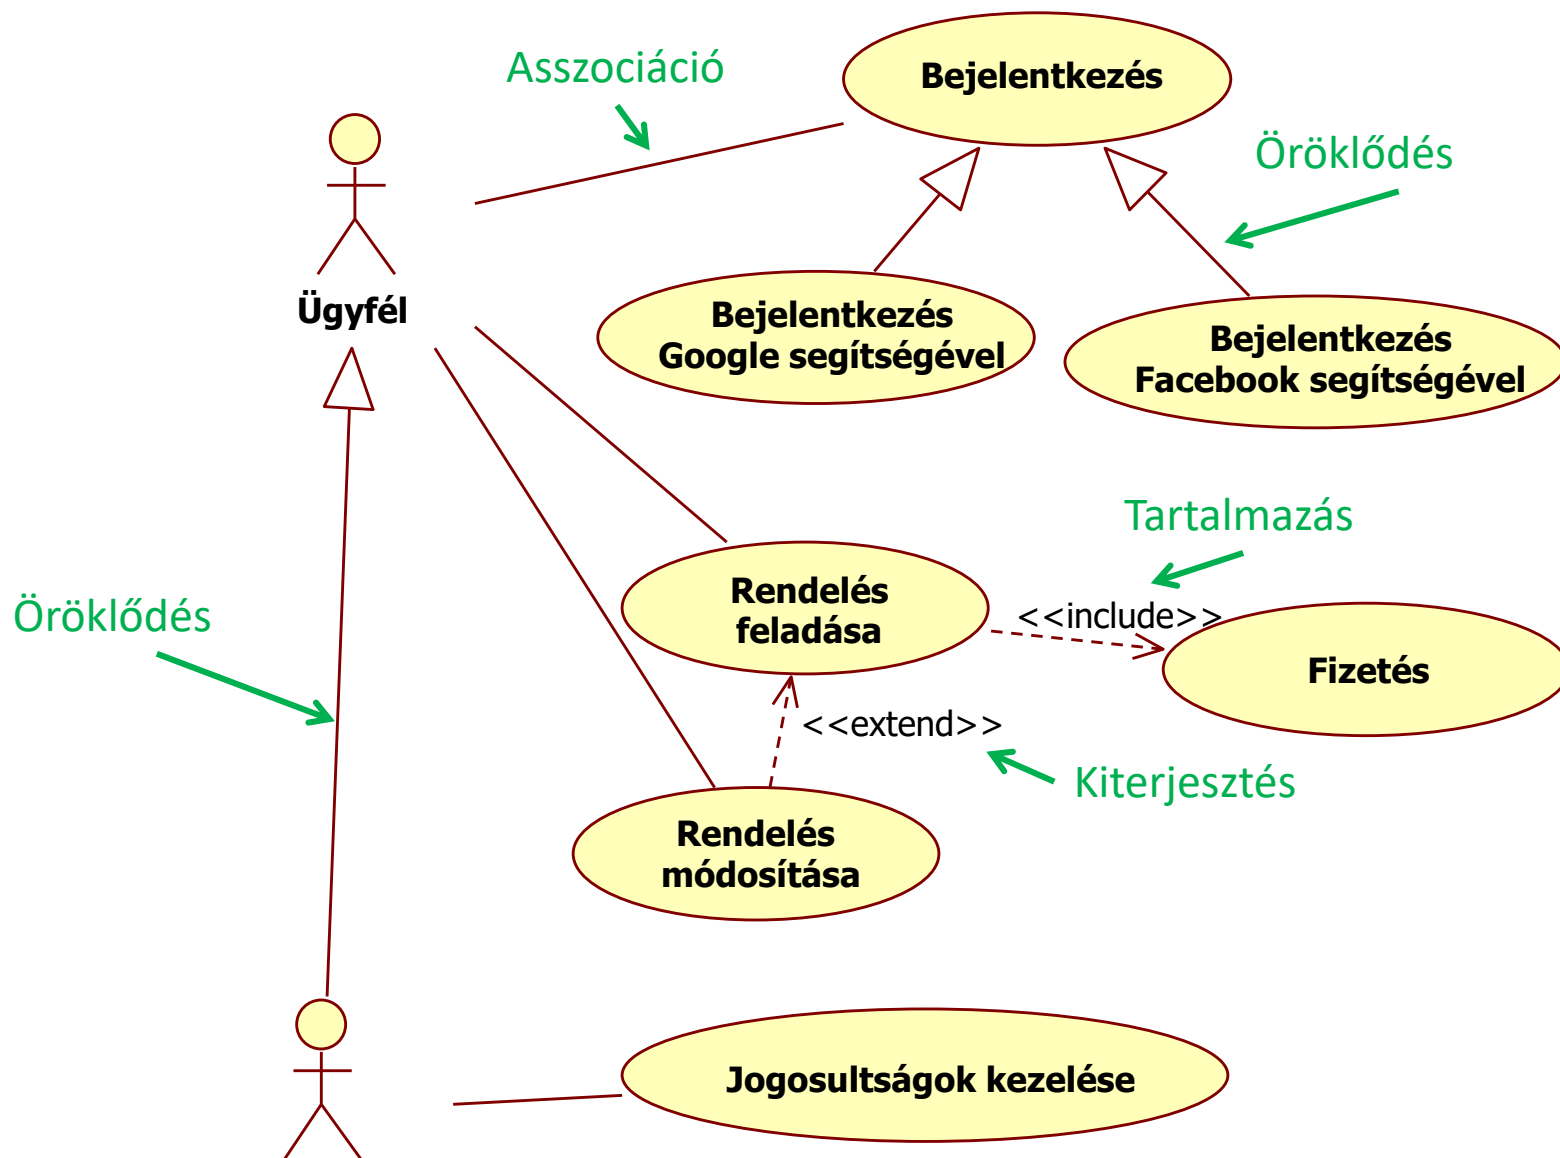 Asszociáció
Bejelentkezés
Öröklődés
Ügyfél
Bejelentkezés
Google segítségével
Bejelentkezés
Facebook segítségével
Tartalmazás
Öröklődés
Rendelés
feladása
<<include>>
Fizetés
<<extend>>
Kiterjesztés
Rendelés
módosítása
Jogosultságok kezelése